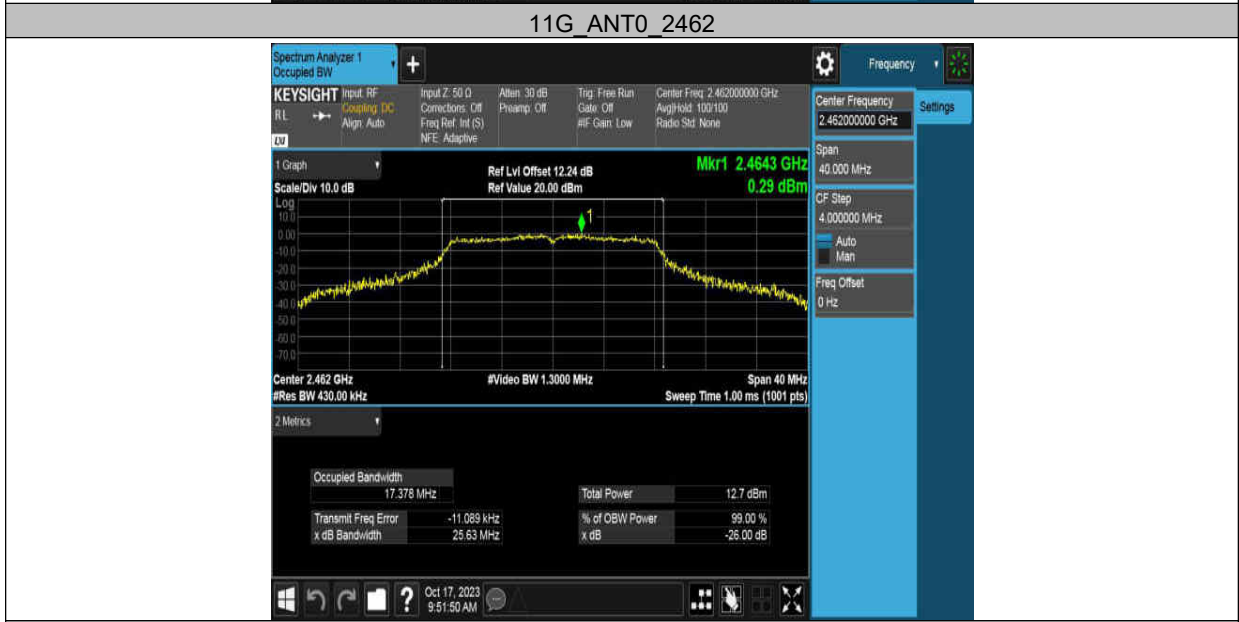 11G_ANT0_2462
Spectrum Analyzer 1
Occupied BW
Frequency
KEYSIGHT
RL
LXI
Input: RF
Coupling: DC
Align: Auto
Input Z: 50 Ω
Corrections: Off
Freq Ref: Int (S)
NFE: Adaptive
Atten: 30 dB
Preamp: Off
Trig: Free Run
Gate: Off
#IF Gain: Low
Center Freq: 2.462000000 GHz
Avg|Hold: 100/100
Radio Std: None
Center Frequency
2.462000000 GHz
Settings
Span
40.000 MHz
CF Step
4.000000 MHz
Auto
Man
Freq Offset
0 Hz
1 Graph
Scale/Div 10.0 dB
Ref Lvl Offset 12.24 dB
Ref Value 20.00 dBm
Mkr1 2.4643 GHz
0.29 dBm
Log
10.0
0.00
-10.0
-20.0
-30.0
-40.0
-50.0
-60.0
-70.0
1
Center 2.462 GHz
#Res BW 430.00 kHz
#Video BW 1.3000 MHz
Span 40 MHz
Sweep Time 1.00 ms (1001 pts)
2 Metrics
Occupied Bandwidth
17.378 MHz
Total Power 12.7 dBm
Transmit Freq Error -11.089 kHz
% of OBW Power 99.00 %
x dB Bandwidth 25.63 MHz
x dB -26.00 dB
?
Oct 17, 2023
9:51:50 AM